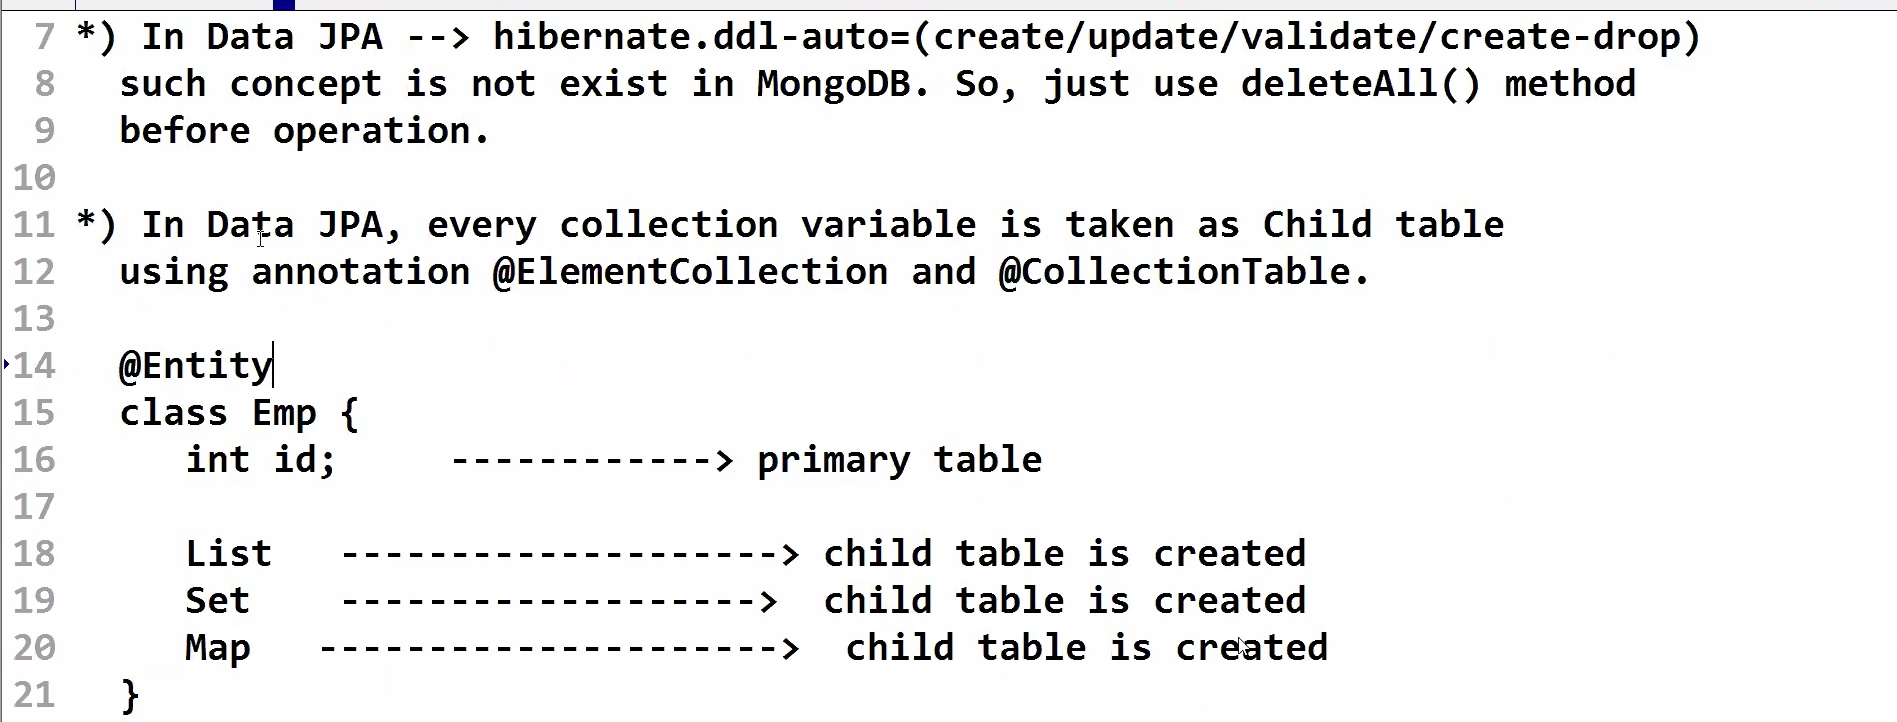 7 *) In Data JPA --> hibernate.ddl-auto=(create/update/validate/create-drop)
8 such concept is not exist in MongoDB. So, just use deleteAll() method
9 before operation.
10
11 *) In Data JPA, every collection variable is taken as Child table
12 using annotation @ElementCollection and @CollectionTable.
13
14 @Entity
15 class Emp {
16 int id; ------------> primary table
17
18 List --------------------> child table is created
19 Set -------------------> child table is created
20 Map ---------------------> child table is created
21 }